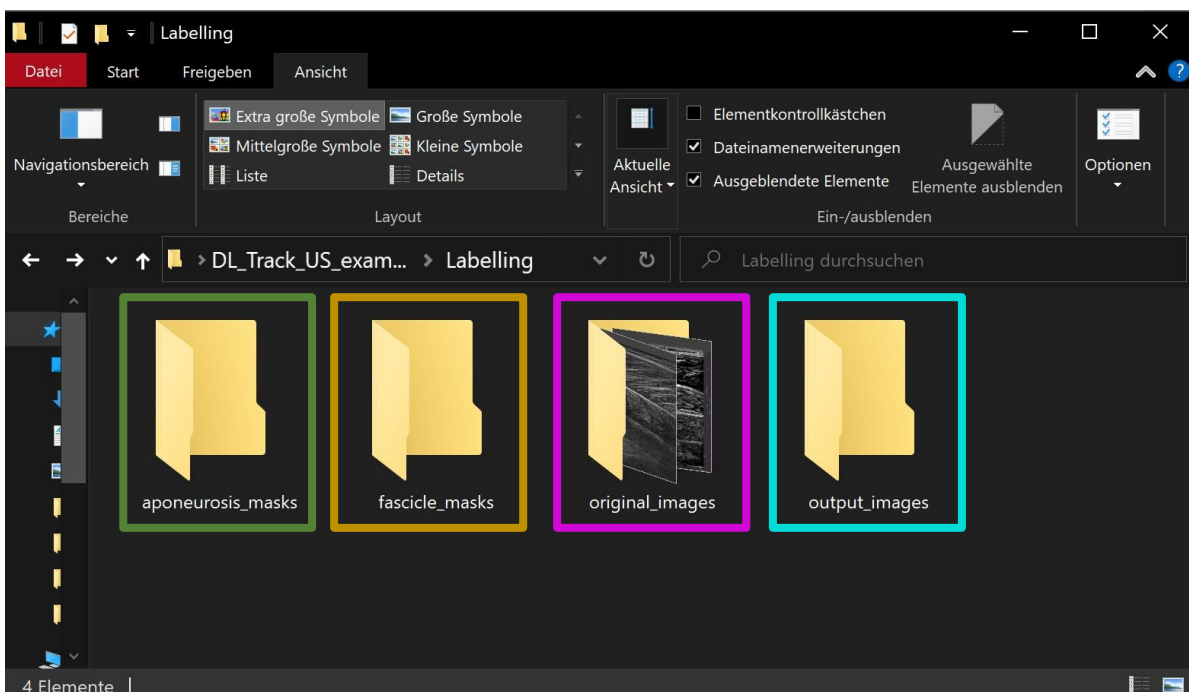 Labelling
Datei Start Freigeben Ansicht ?
Extra große Symbole Große Symbole
Mittelgroße Symbole Kleine Symbole
Liste Details
Navigationsbereich
Aktuelle
Ansicht
Elementkontrollkästchen
Dateinamenerweiterungen
Ausgeblendete Elemente
Ausgewählte
Elemente ausblenden
Optionen
Bereiche Layout Ein-/ausblenden
DL_Track_US_exam... > Labelling
Labelling durchsuchen
aponeurosis_masks fascicle_masks original_images output_images
4 Elemente